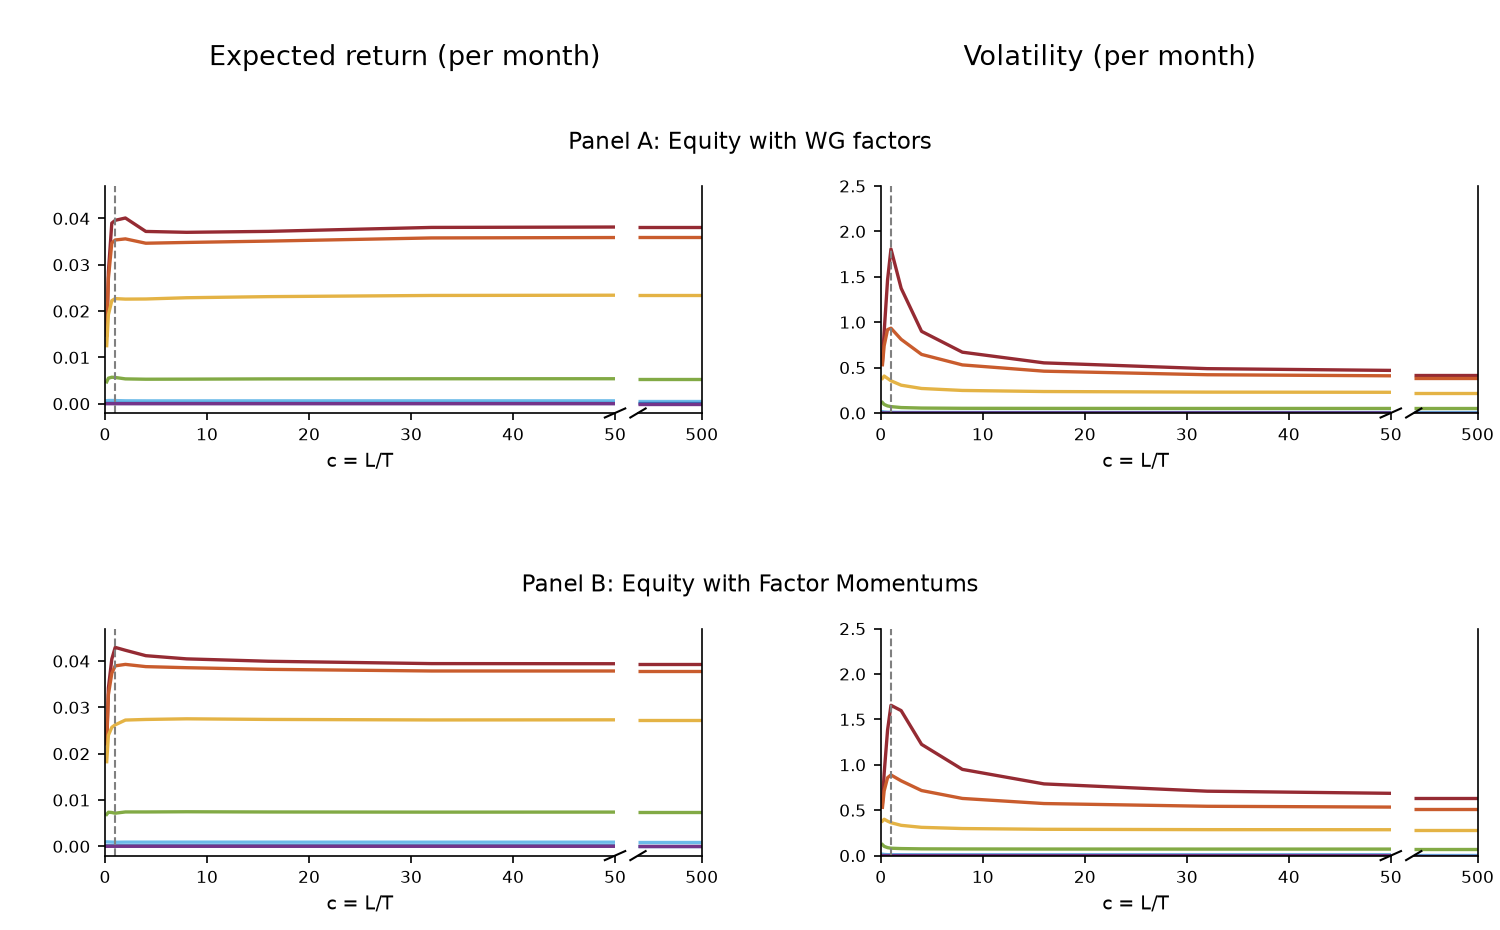 Expected return (per month)
Volatility (per month)
Panel A: Equity with WG factors
0.04
0.03
0.02
0.01
0.00
0 10 20 30 40 50 500
c = L/T
2.5
2.0
1.5
1.0
0.5
0.0
0 10 20 30 40 50 500
c = L/T
Panel B: Equity with Factor Momentums
0.04
0.03
0.02
0.01
0.00
0 10 20 30 40 50 500
c = L/T
2.5
2.0
1.5
1.0
0.5
0.0
0 10 20 30 40 50 500
c = L/T